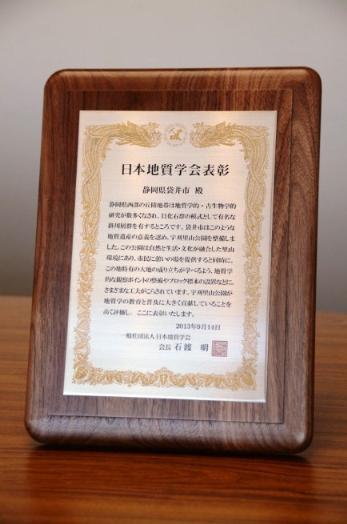 日本地質学会表彰
静岡県袋井市 殿
静岡県西部の丘陵地帯は地質学的・古生物学的
研究が数多くなされ、貝化石群の模式として有名な
掛川層群を有するところです。袋井市はこのよう
な地質遺産の意義を認め、宇刈里山公園を整備しま
した。この公園は自然と生活・文化が融合した里山
環境にあり、市民に憩いの場を提供すると同時に、
この地特有の大地の成り立ちが学べるよう、地質学
的な観察ポイントの整備やブロック標本の設置などに、
さまざまな工夫がこらされています。宇刈里山公園が
地質学の教育と普及に大きく貢献していることを
高く評価し、ここに表彰いたします。
2013年9月14日
一般社団法人 日本地質学会
会長 石渡 明